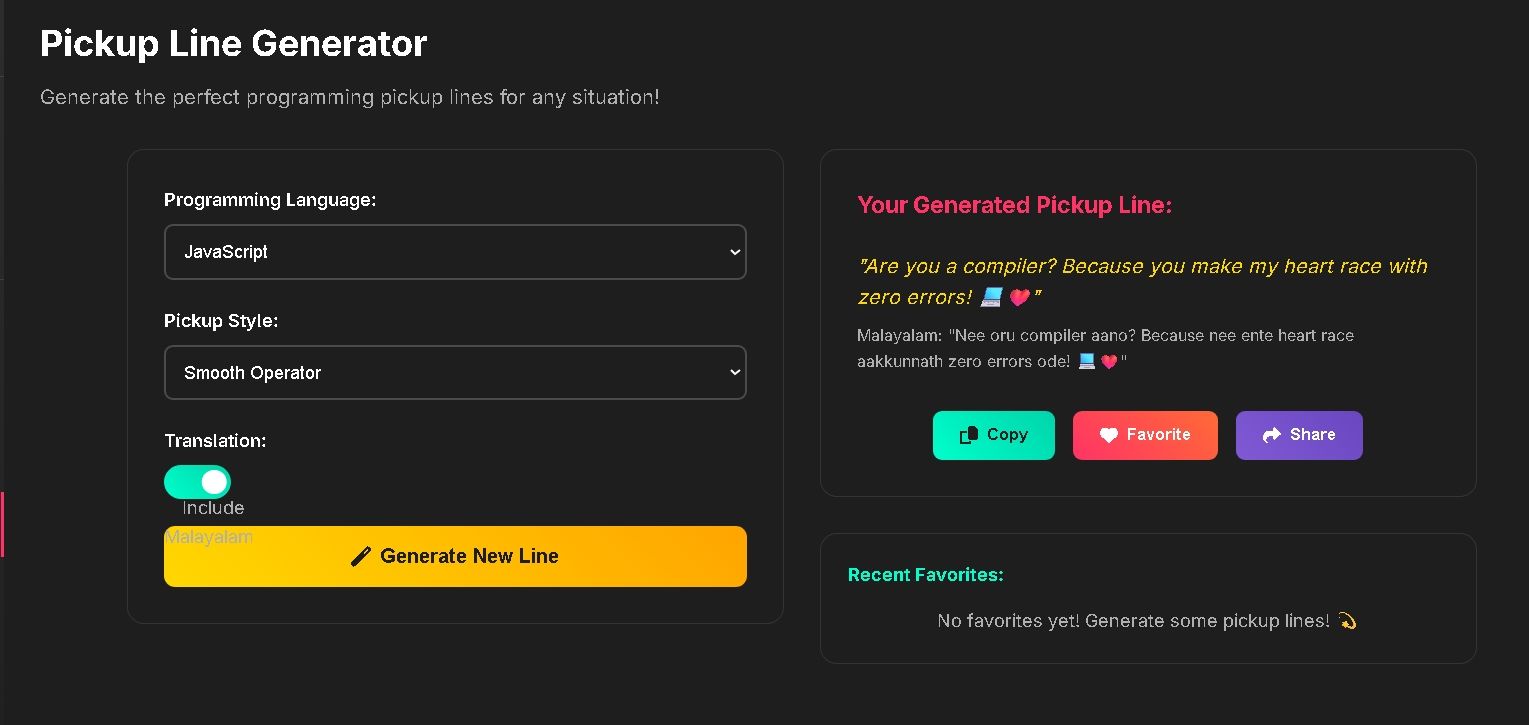 Pickup Line Generator
Generate the perfect programming pickup lines for any situation!
Programming Language:
JavaScript
Pickup Style:
Smooth Operator
Translation:
Include
Malayalam
Generate New Line
Your Generated Pickup Line:
"Are you a compiler? Because you make my heart race with
zero errors! 💻 💖"
Malayalam: "Nee oru compiler aano? Because nee ente heart race
aakkunnath zero errors ode! 💻 💖"
Copy
Favorite
Share
Recent Favorites:
No favorites yet! Generate some pickup lines! 💫